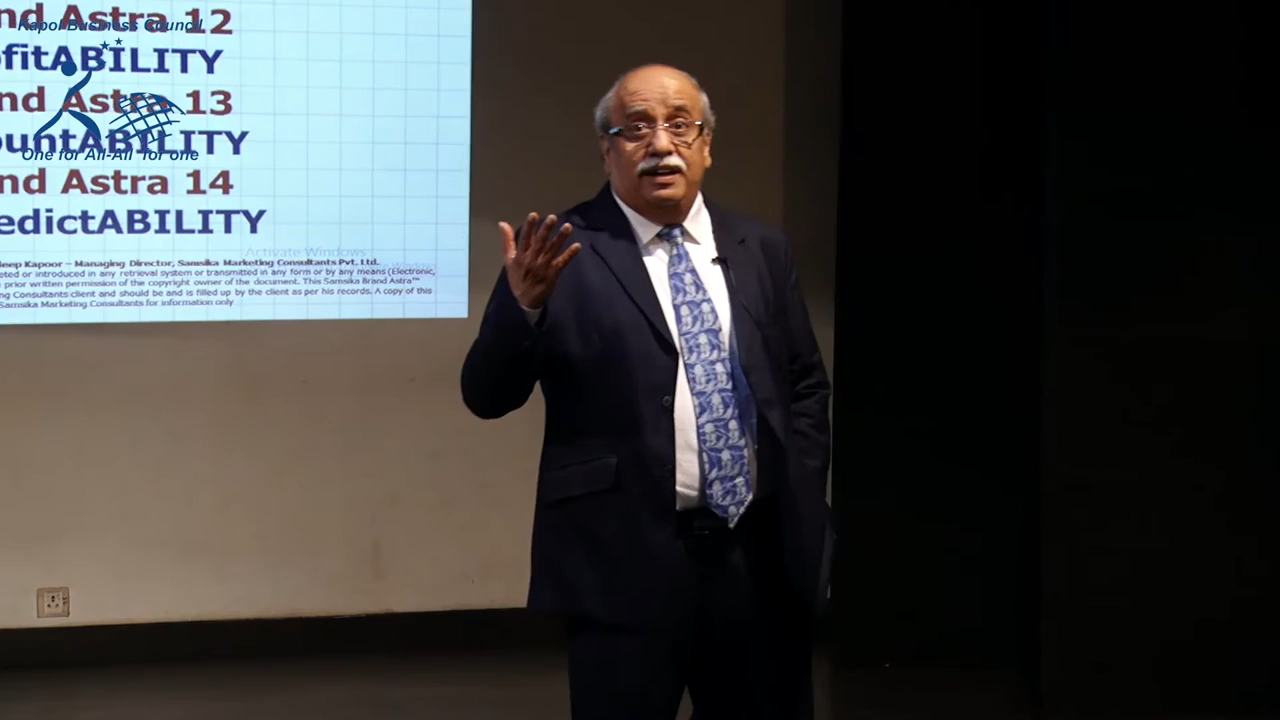 Kapol Business Council
nd Astra 12
ofitABILITY
nd Astra 13
ountABILITY
One for All-All for one
nd Astra 14
edictABILITY
Activate Windows
deep Kapoor – Managing Director, Samsika Marketing Consultants Pvt. Ltd.
eted or introduced in any retrieval system or transmitted in any form or by any means (Electronic,
prior written permission of the copyright owner of the document. This Samsika Brand Astra™
ng Consultants client and should be and is filled up by the client as per his records. A copy of this
Samsika Marketing Consultants for information only